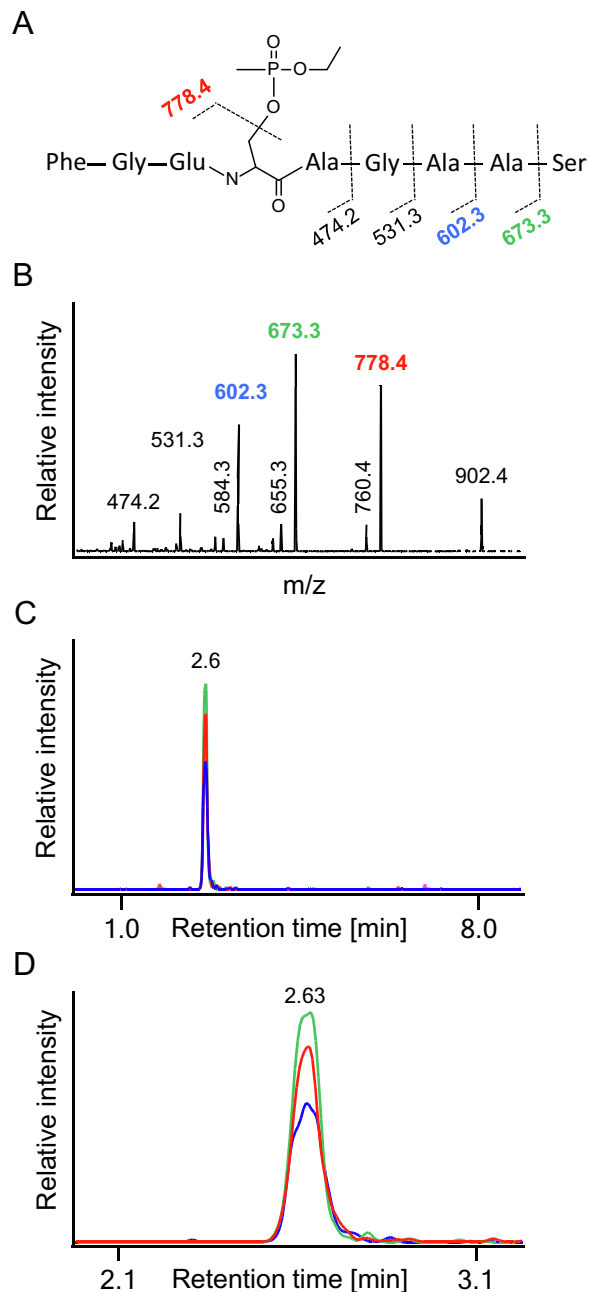 A
O
P O
O
778.4
Phe Gly Glu N Ala Gly Ala Ala Ser
O
474.2 531.3 602.3 673.3
B
Relative intensity
673.3
778.4
602.3
531.3
474.2
584.3
655.3
760.4
902.4
m/z
C
Relative intensity
2.6
1.0 Retention time [min] 8.0
D
Relative intensity
2.63
2.1 Retention time [min] 3.1